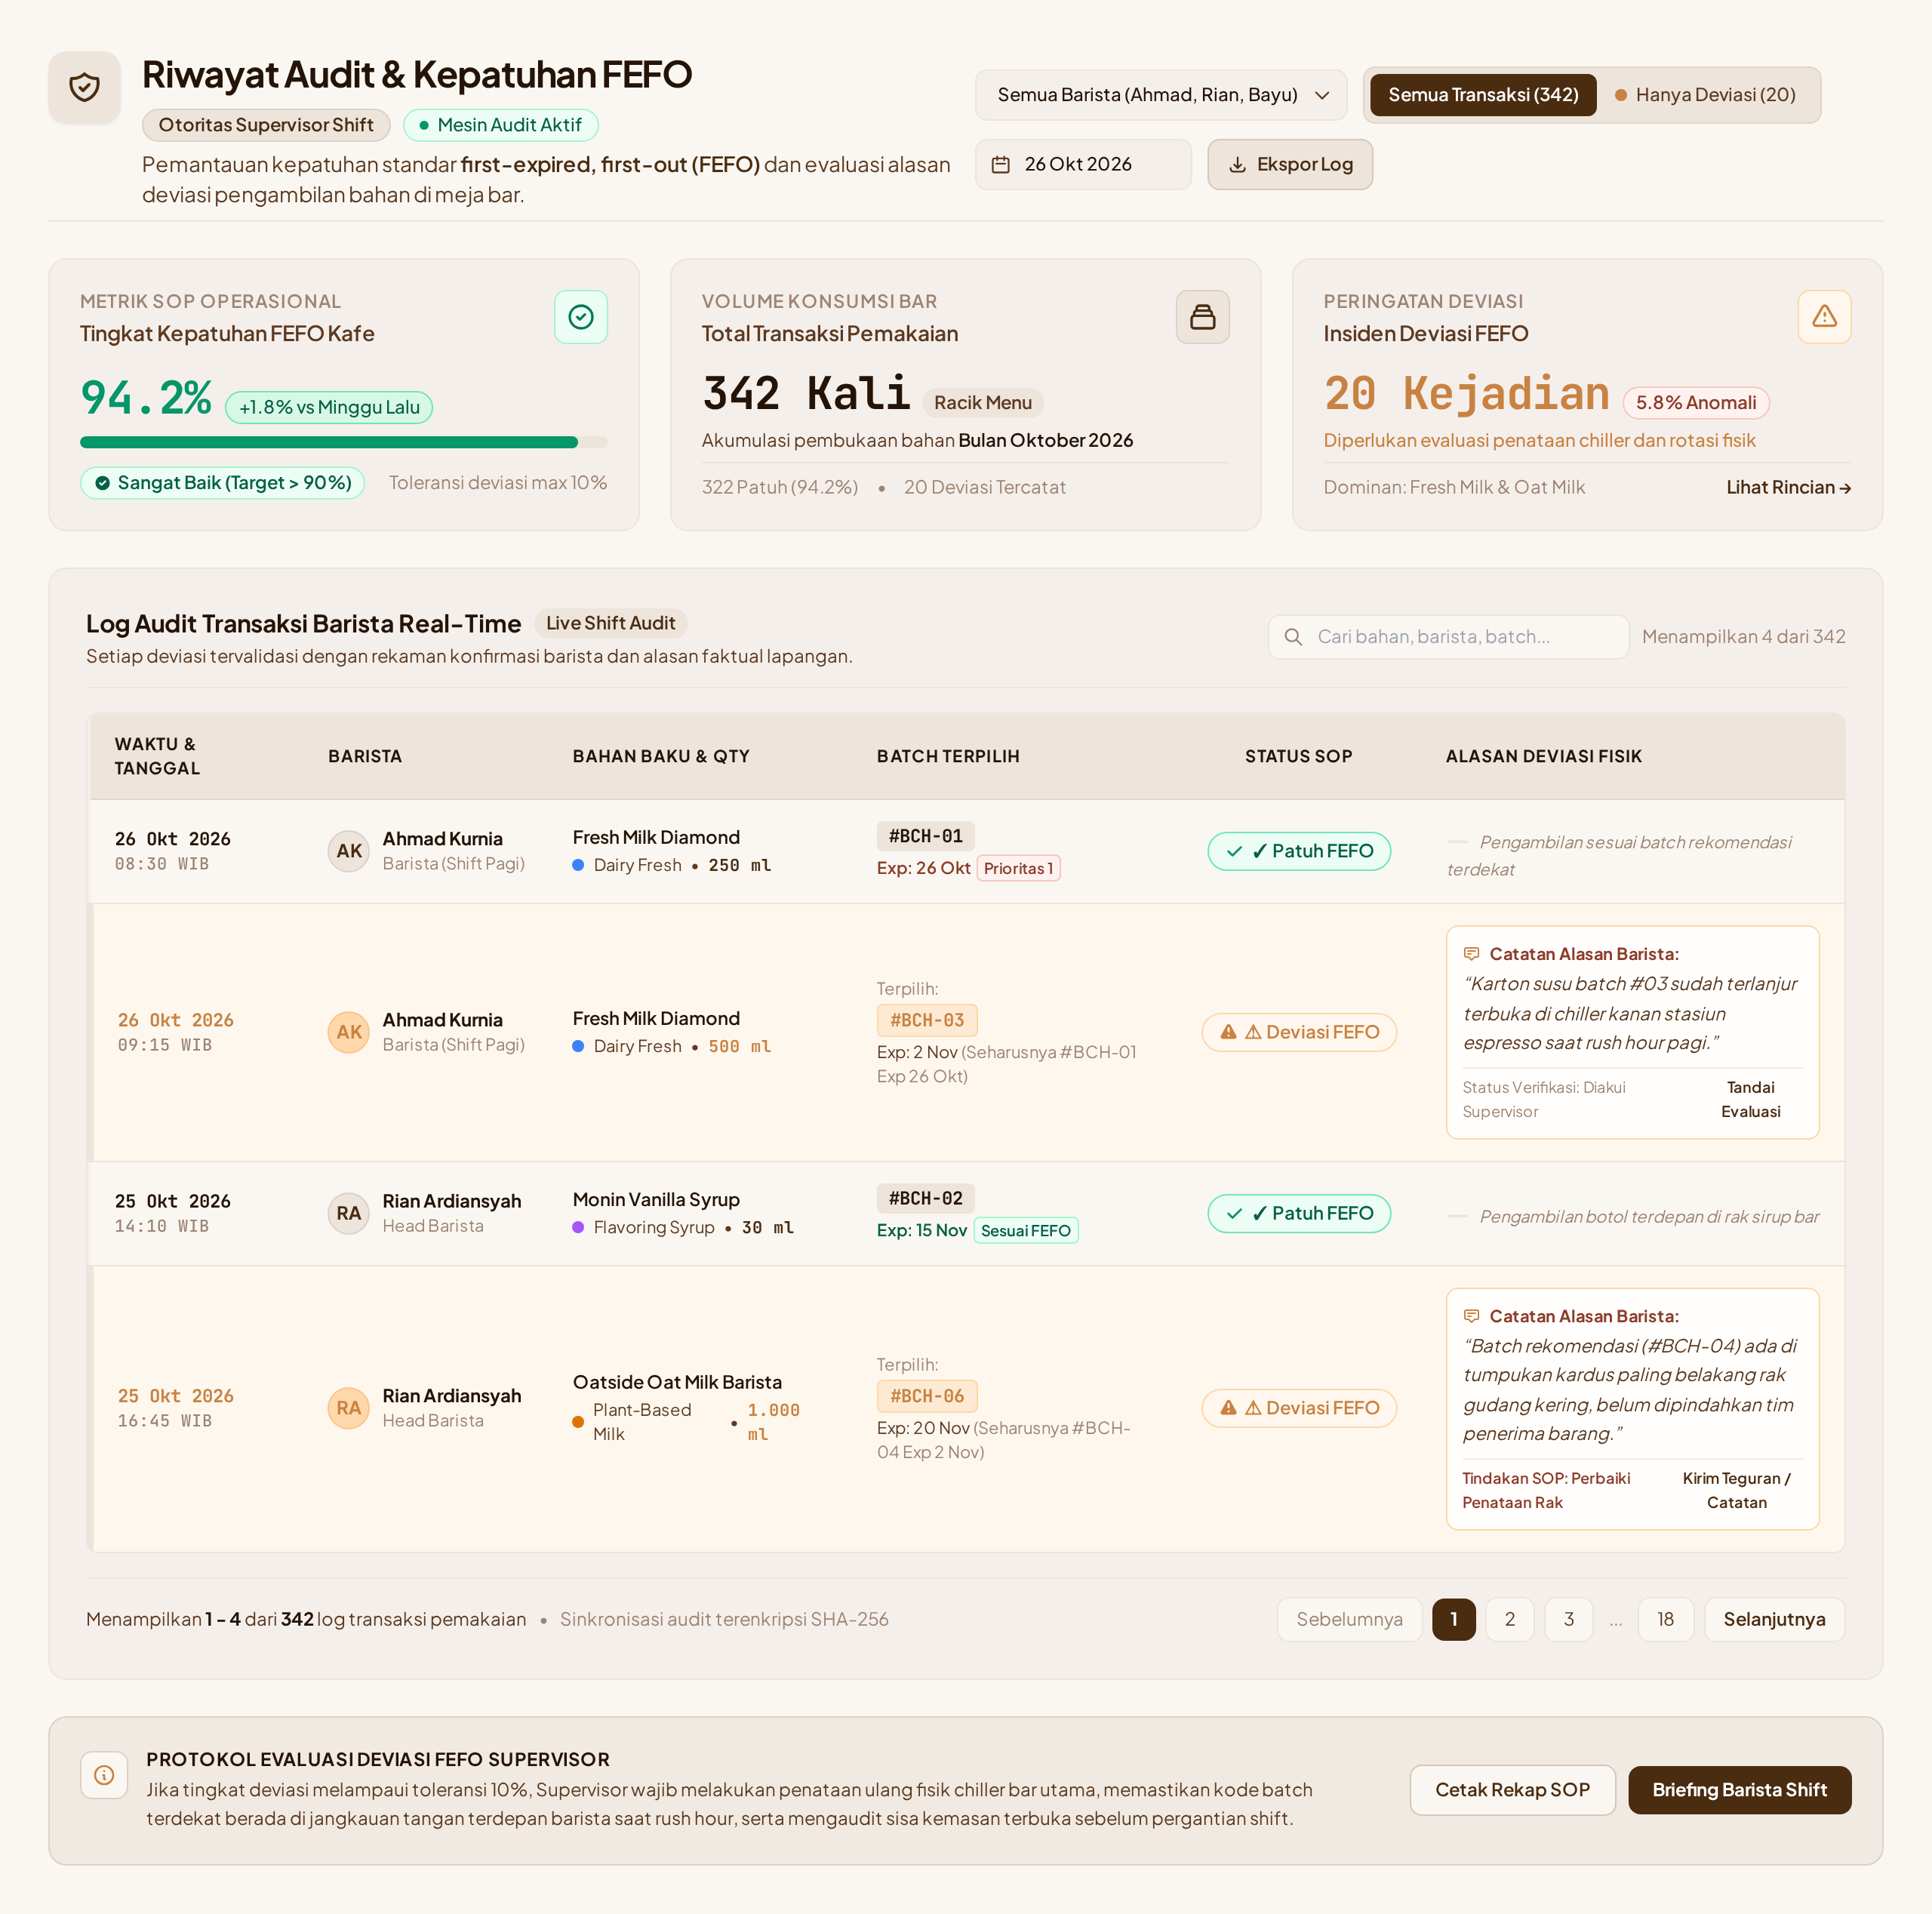 Riwayat Audit & Kepatuhan FEFO
Otoritas Supervisor Shift
Mesin Audit Aktif
Pemantauan kepatuhan standar first-expired, first-out (FEFO) dan evaluasi alasan
deviasi pengambilan bahan di meja bar.
Semua Barista (Ahmad, Rian, Bayu)
Semua Transaksi (342)
Hanya Deviasi (20)
26 Okt 2026
Ekspor Log
METRIK SOP OPERASIONAL
Tingkat Kepatuhan FEFO Kafe
94.2%
+1.8% vs Minggu Lalu
Sangat Baik (Target > 90%)
Toleransi deviasi max 10%
VOLUME KONSUMSI BAR
Total Transaksi Pemakaian
342 Kali
Racik Menu
Akumulasi pembukaan bahan Bulan Oktober 2026
322 Patuh (94.2%) • 20 Deviasi Tercatat
PERINGATAN DEVIASI
Insiden Deviasi FEFO
20 Kejadian
5.8% Anomali
Diperlukan evaluasi penataan chiller dan rotasi fisik
Dominan: Fresh Milk & Oat Milk
Lihat Rincian →
Log Audit Transaksi Barista Real-Time
Live Shift Audit
Setiap deviasi tervalidasi dengan rekaman konfirmasi barista dan alasan faktual lapangan.
Cari bahan, barista, batch...
Menampilkan 4 dari 342
WAKTU &
TANGGAL
BARISTA
BAHAN BAKU & QTY
BATCH TERPILIH
STATUS SOP
ALASAN DEVIASI FISIK
26 Okt 2026
08:30 WIB
AK
Ahmad Kurnia
Barista (Shift Pagi)
Fresh Milk Diamond
Dairy Fresh • 250 ml
#BCH-01
Exp: 26 Okt
Prioritas 1
✓ Patuh FEFO
— Pengambilan sesuai batch rekomendasi
terdekat
26 Okt 2026
09:15 WIB
AK
Ahmad Kurnia
Barista (Shift Pagi)
Fresh Milk Diamond
Dairy Fresh • 500 ml
Terpilih:
#BCH-03
Exp: 2 Nov (Seharusnya #BCH-01
Exp 26 Okt)
⚠ Deviasi FEFO
Catatan Alasan Barista:
“Karton susu batch #03 sudah terlanjur
terbuka di chiller kanan stasiun
espresso saat rush hour pagi.”
Status Verifikasi: Diakui
Supervisor
Tandai
Evaluasi
25 Okt 2026
14:10 WIB
RA
Rian Ardiansyah
Head Barista
Monin Vanilla Syrup
Flavoring Syrup • 30 ml
#BCH-02
Exp: 15 Nov
Sesuai FEFO
✓ Patuh FEFO
— Pengambilan botol terdepan di rak sirup bar
25 Okt 2026
16:45 WIB
RA
Rian Ardiansyah
Head Barista
Oatside Oat Milk Barista
Plant-Based
Milk
• 1.000
ml
Terpilih:
#BCH-06
Exp: 20 Nov (Seharusnya #BCH-
04 Exp 2 Nov)
⚠ Deviasi FEFO
Catatan Alasan Barista:
“Batch rekomendasi (#BCH-04) ada di
tumpukan kardus paling belakang rak
gudang kering, belum dipindahkan tim
penerima barang.”
Tindakan SOP: Perbaiki
Penataan Rak
Kirim Teguran /
Catatan
Menampilkan 1 - 4 dari 342 log transaksi pemakaian • Sinkronisasi audit terenkripsi SHA-256
Sebelumnya
1
2
3
...
18
Selanjutnya
PROTOKOL EVALUASI DEVIASI FEFO SUPERVISOR
Jika tingkat deviasi melampaui toleransi 10%, Supervisor wajib melakukan penataan ulang fisik chiller bar utama, memastikan kode batch
terdekat berada di jangkauan tangan terdepan barista saat rush hour, serta mengaudit sisa kemasan terbuka sebelum pergantian shift.
Cetak Rekap SOP
Briefing Barista Shift